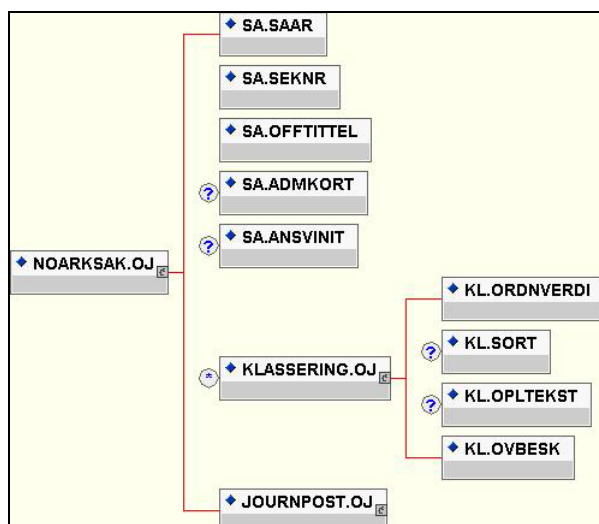 SA.SAAR
SA.SEKNR
SA.OFFTITTEL
? SA.ADMKORT
? SA.ANSVINIT
NOARKSAK.OJ
KL.ORDNVERDI
? KL.SORT
* KLASSERING.OJ
? KL.OPLTEKST
KL.OVBESK
JOURNPOST.OJ